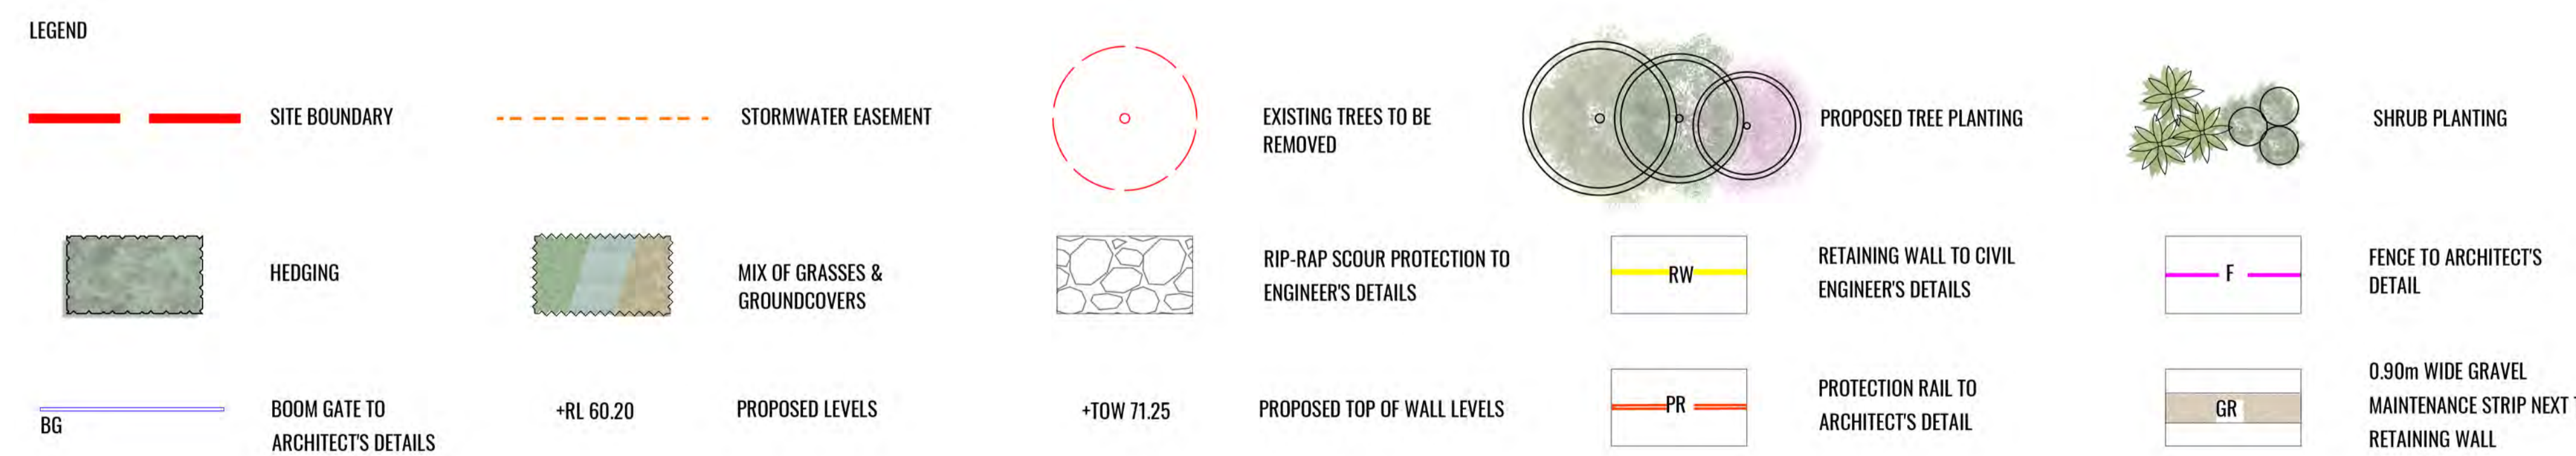 LEGEND
SITE BOUNDARY
STORMWATER EASEMENT
EXISTING TREES TO BE
REMOVED
PROPOSED TREE PLANTING
SHRUB PLANTING
HEDGING
MIX OF GRASSES &
GROUNDCOVERS
RIP-RAP SCOUR PROTECTION TO
ENGINEER'S DETAILS
RW
RETAINING WALL TO CIVIL
ENGINEER'S DETAILS
F
FENCE TO ARCHITECT'S
DETAIL
BG
BOOM GATE TO
ARCHITECT'S DETAILS
+RL 60.20
PROPOSED LEVELS
+TOW 71.25
PROPOSED TOP OF WALL LEVELS
PR
PROTECTION RAIL TO
ARCHITECT'S DETAIL
GR
0.90m WIDE GRAVEL
MAINTENANCE STRIP NEXT
RETAINING WALL